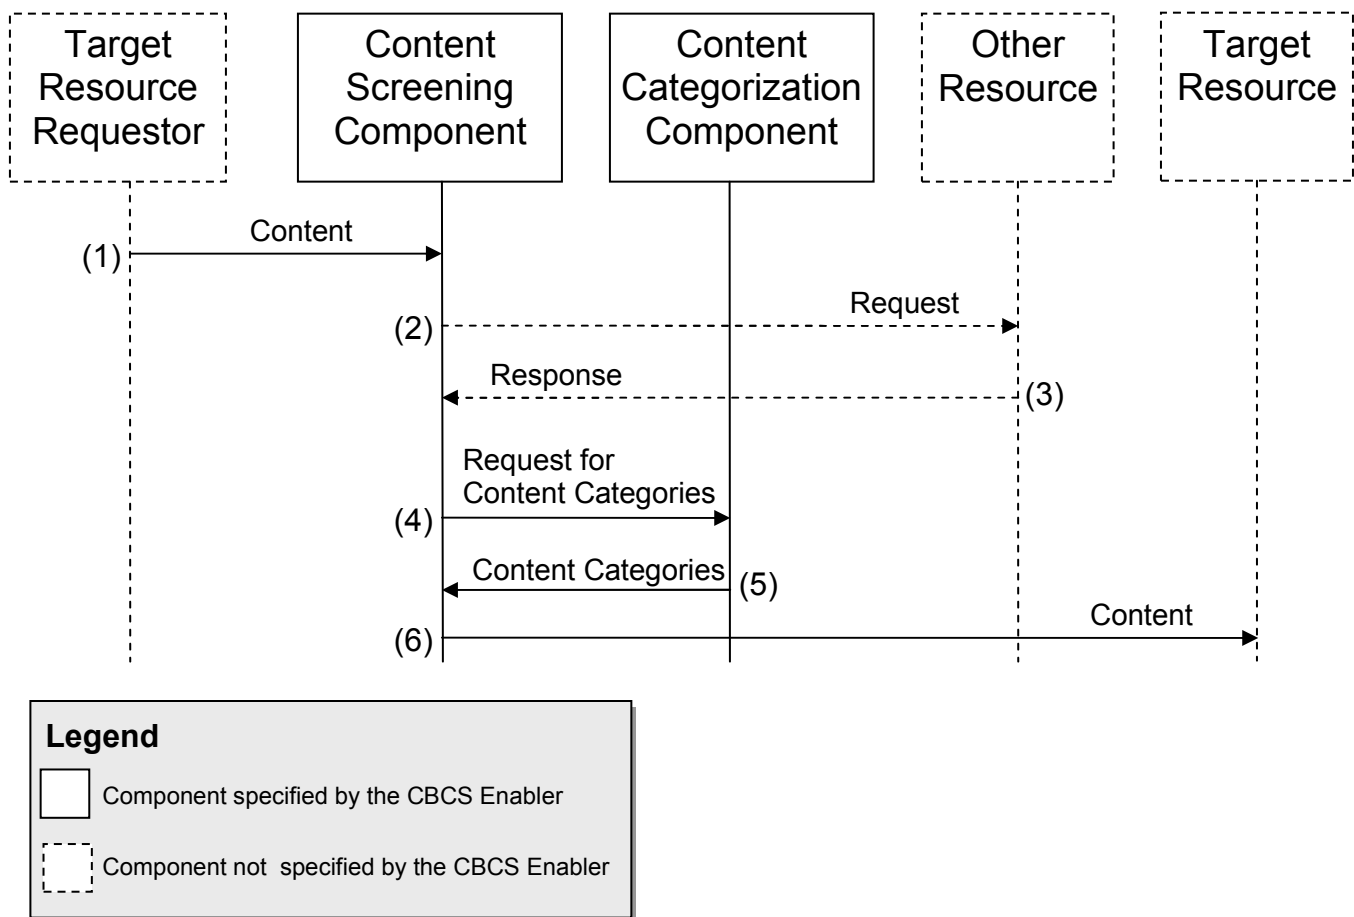 Target
Resource
Requestor
Content
Screening
Component
Content
Categorization
Component
Other
Resource
Target
Resource
Content
(1)
Request
(2)
Response
(3)
Request for
Content Categories
(4)
Content Categories
(5)
Content
(6)
Legend
Component specified by the CBCS Enabler
Component not  specified by the CBCS Enabler